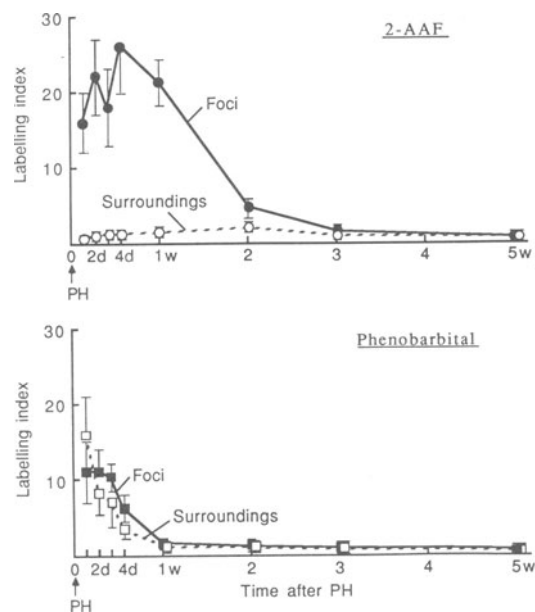 2-AAF
30
20
10
Labelling index
Foci
Surroundings
0 2d 4d 1w 2 3 4 5w
PH
Phenobarbital
30
20
10
Labelling index
Foci
Surroundings
0 2d 4d 1w 2 3 4 5w
PH
Time after PH